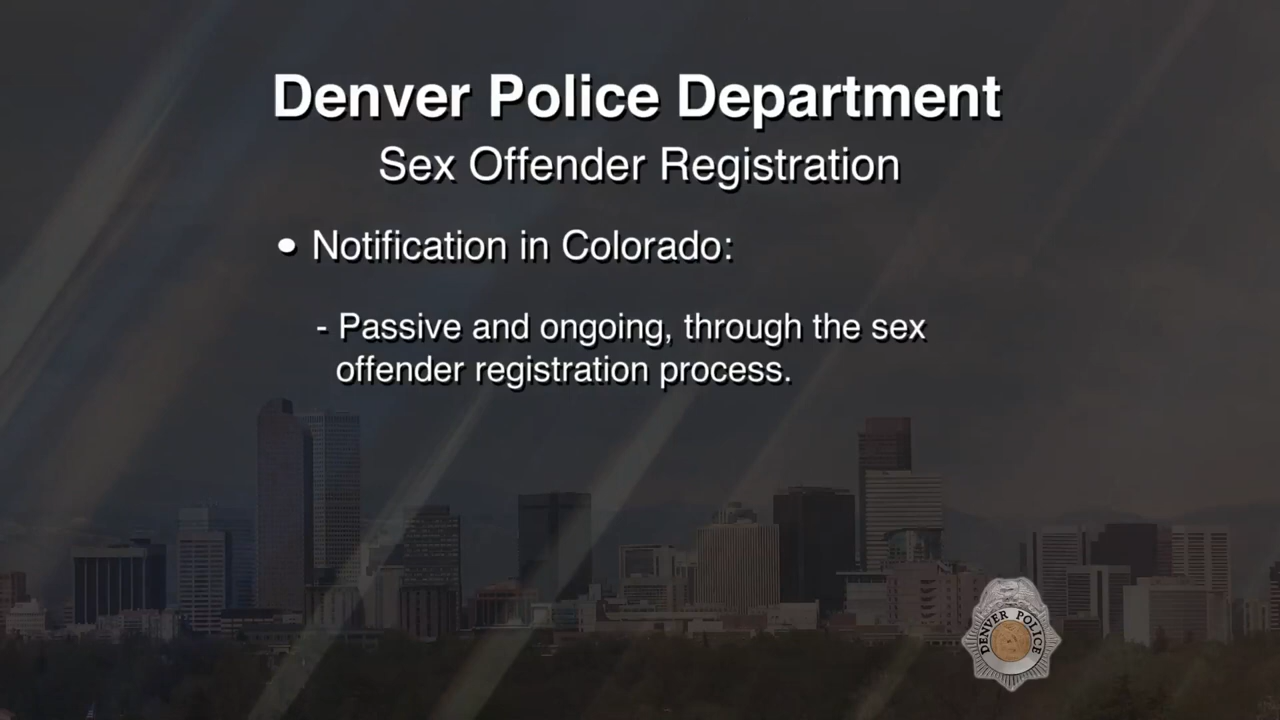 Denver Police Department
Sex Offender Registration
• Notification in Colorado:
- Passive and ongoing, through the sex
offender registration process.
DENVER POLICE